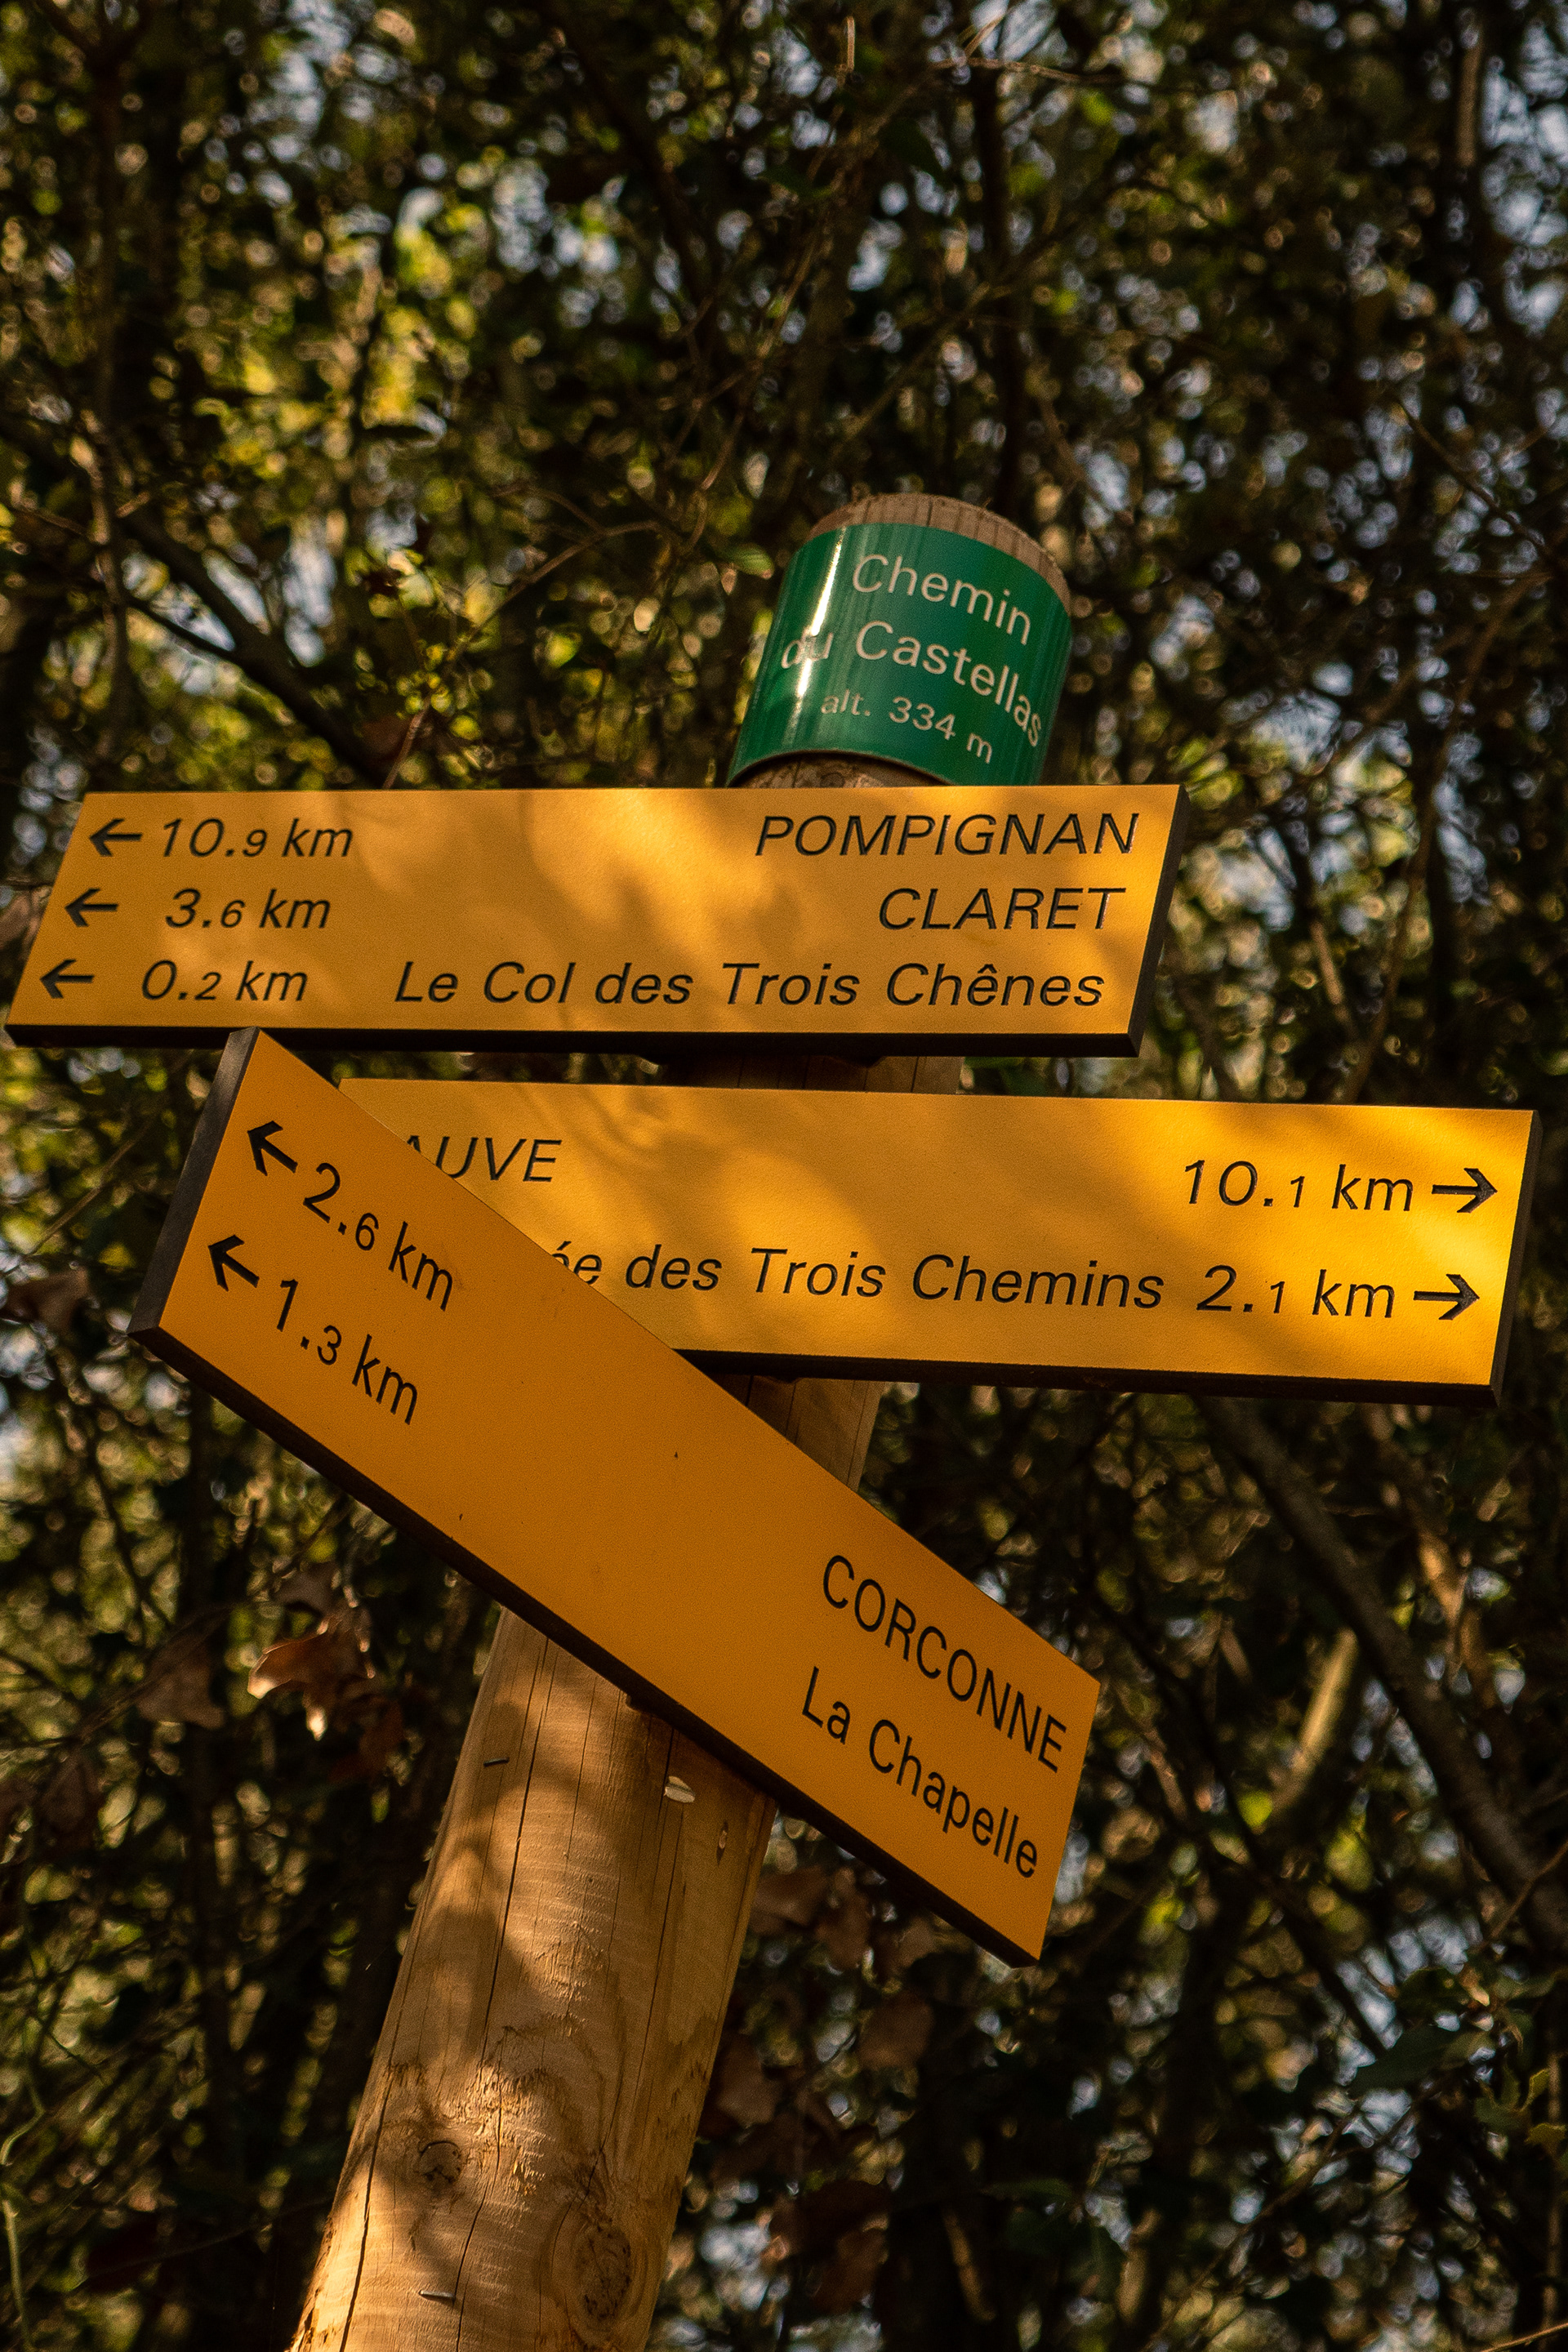 Chemin
du Castellas
alt. 334 m
← 10.9 km POMPIGNAN
← 3.6 km CLARET
← 0.2 km Le Col des Trois Chênes
AUVE 10.1 km →
ée des Trois Chemins 2.1 km →
← 2.6 km CORCONNE
← 1.3 km La Chapelle